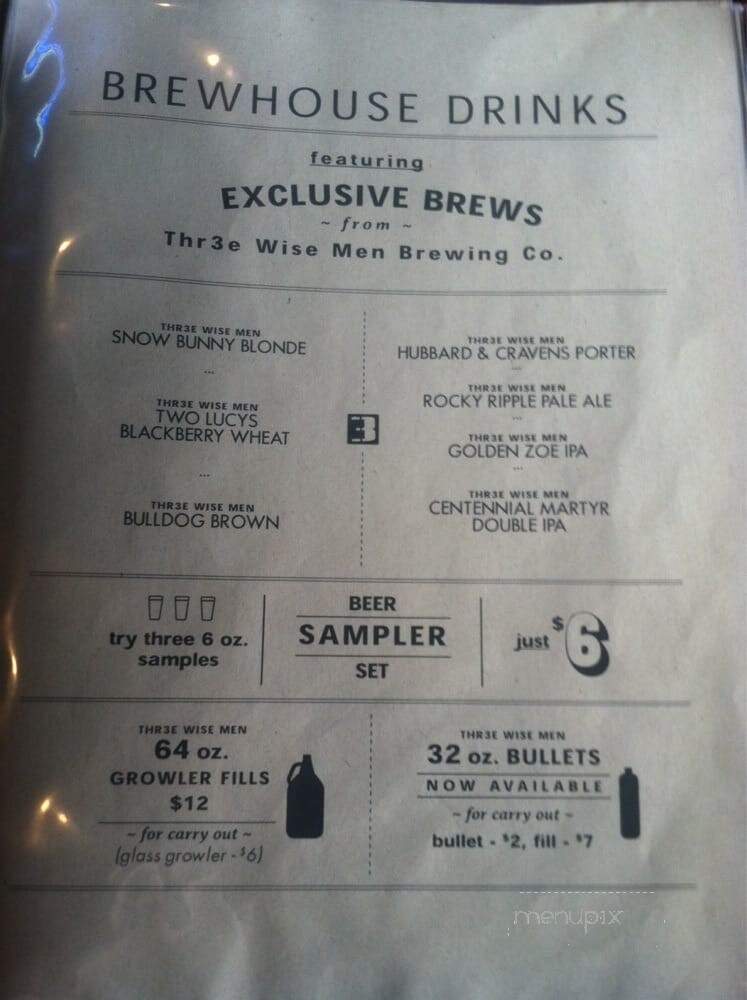 BREWHOUSE DRINKS
featuring
EXCLUSIVE BREWS
~ from ~
Thr3e Wise Men Brewing Co.
THR3E WISE MEN
SNOW BUNNY BLONDE
...
THR3E WISE MEN
TWO LUCYS
BLACKBERRY WHEAT
...
THR3E WISE MEN
BULLDOG BROWN
THR3E WISE MEN
HUBBARD & CRAVENS PORTER
...
THR3E WISE MEN
ROCKY RIPPLE PALE ALE
...
THR3E WISE MEN
GOLDEN ZOE IPA
...
THR3E WISE MEN
CENTENNIAL MARTYR
DOUBLE IPA
try three 6 oz.
samples
BEER
SAMPLER
SET
just $6
THR3E WISE MEN
64 oz.
GROWLER FILLS
$12
~ for carry out ~
(glass growler - $6)
THR3E WISE MEN
32 oz. BULLETS
NOW AVAILABLE
~ for carry out ~
bullet - $2, fill - $7
menupix